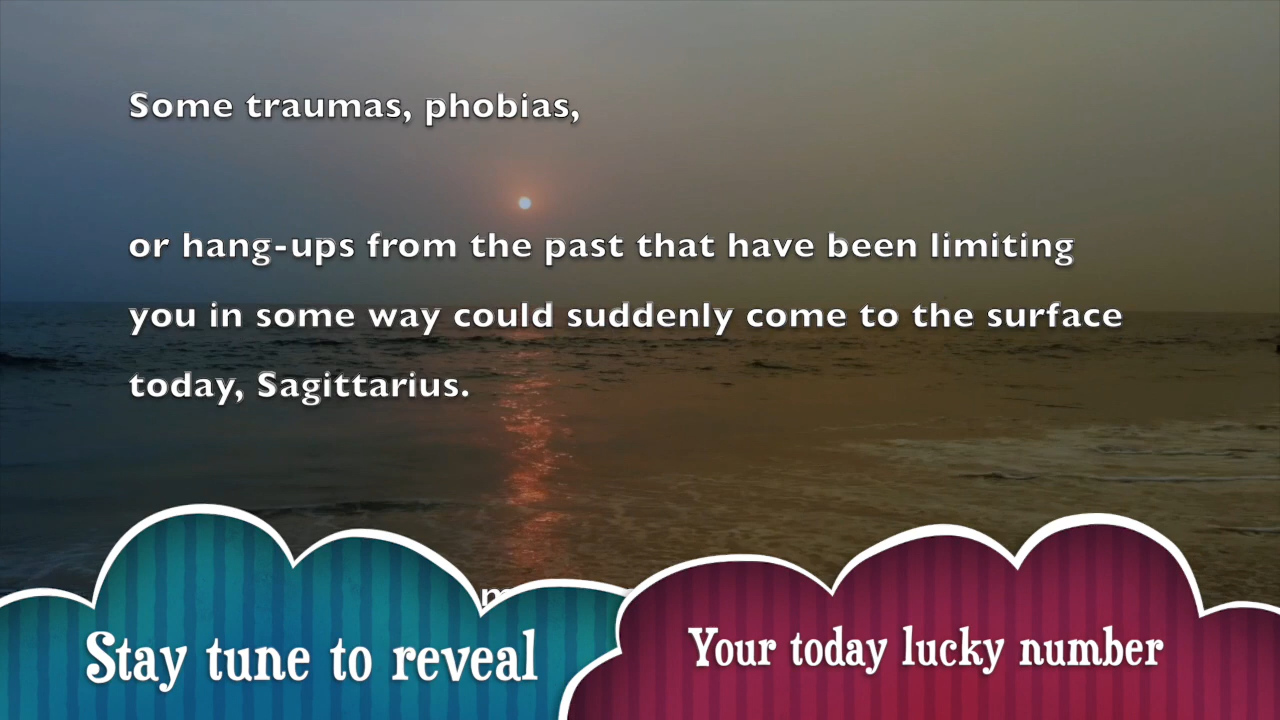 Some traumas, phobias,
or hang-ups from the past that have been limiting
you in some way could suddenly come to the surface
today, Sagittarius.
Stay tune to reveal
Your today lucky number